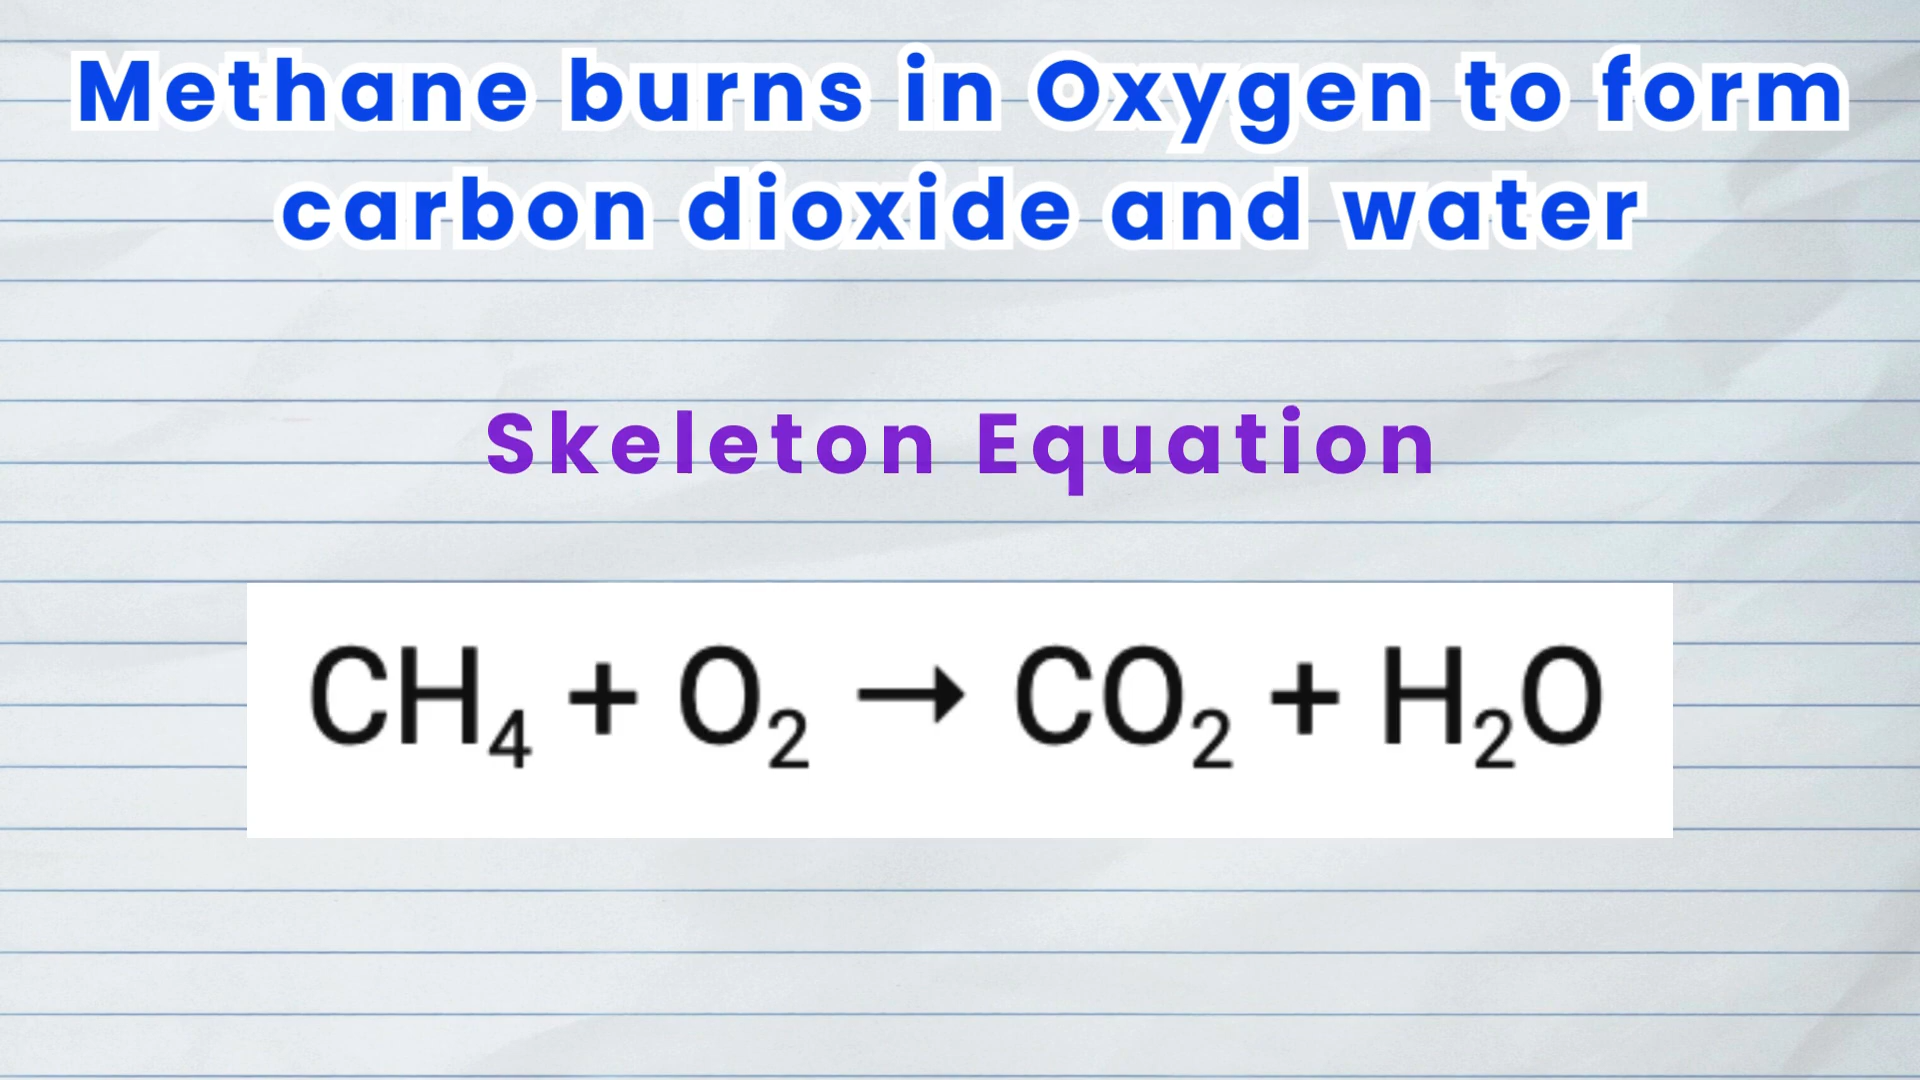 Methane burns in Oxygen to form
carbon dioxide and water
Skeleton Equation
CH₄ + O₂ → CO₂ + H₂O